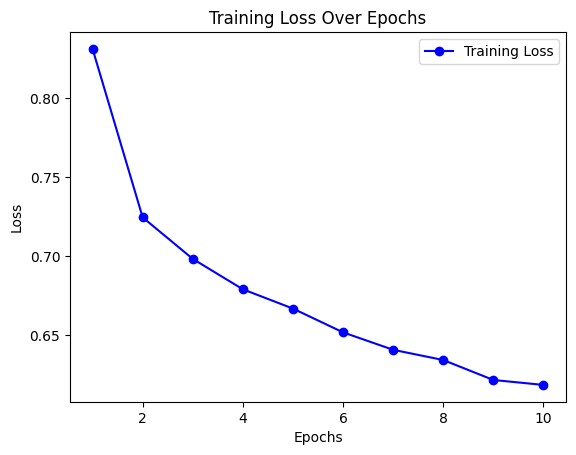 Training Loss Over Epochs
Training Loss
0.80
0.75
0.70
0.65
Loss
2 4 6 8 10
Epochs